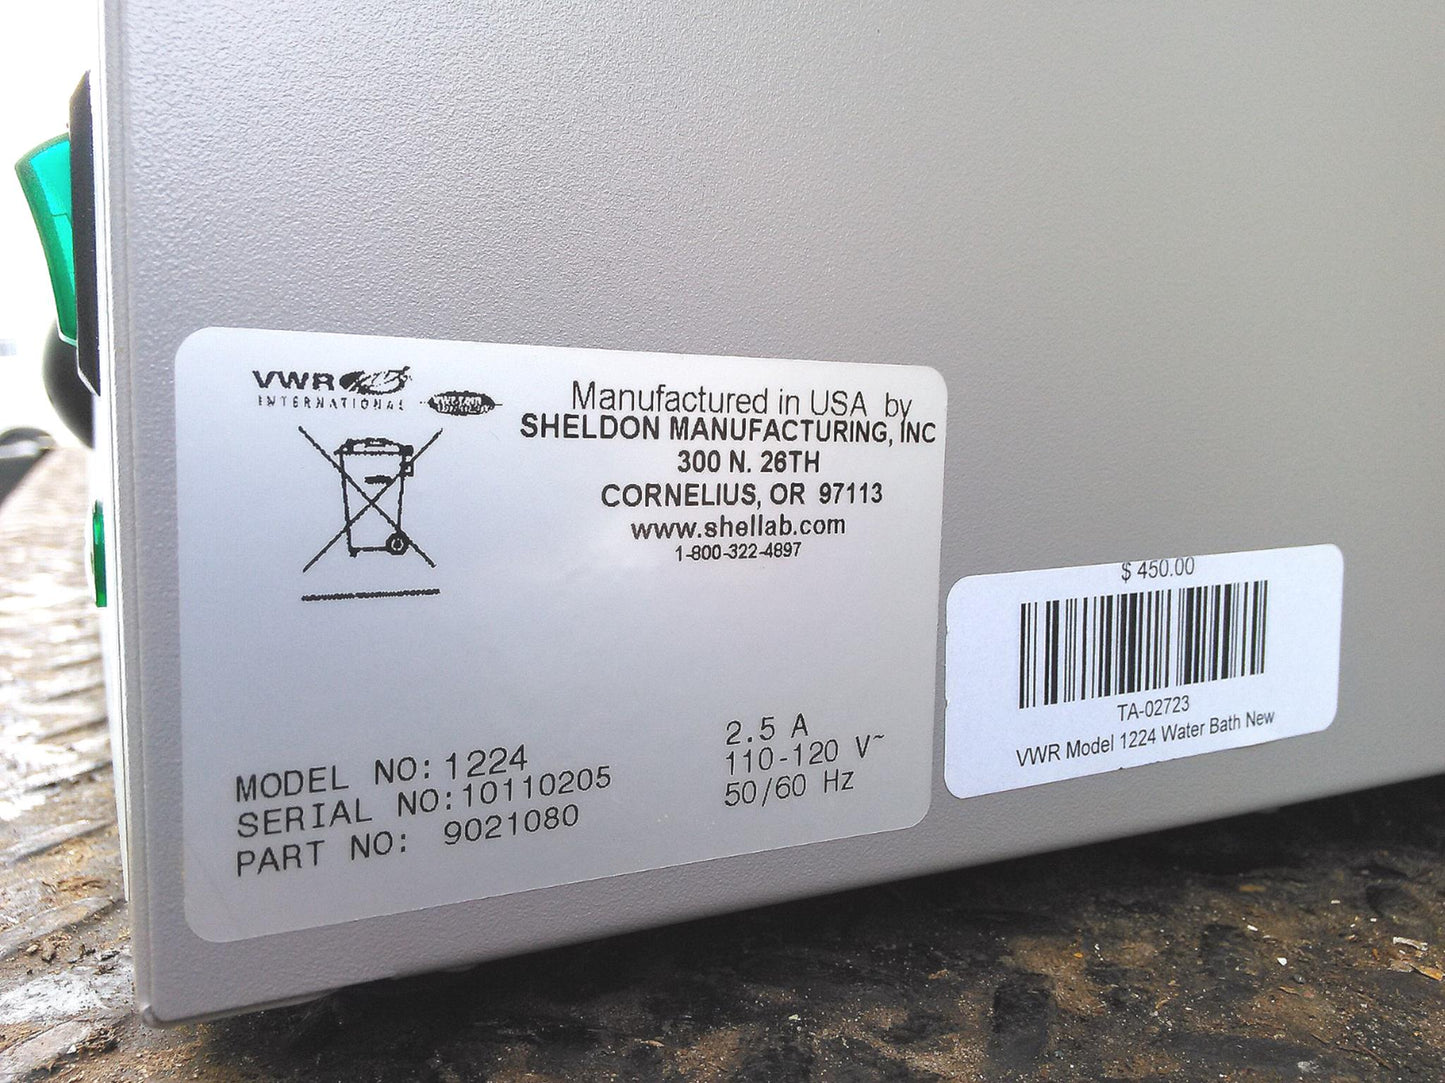 VWR
INTERNATIONAL
Manufactured in USA by
SHELDON MANUFACTURING, INC
300 N. 26TH
CORNELIUS, OR 97113
www.shellab.com
1-800-322-4897
MODEL NO: 1224
SERIAL NO: 10110205
PART NO: 9021080
2.5 A
110-120 V~
50/60 Hz
$ 450.00
TA-02723
VWR Model 1224 Water Bath New